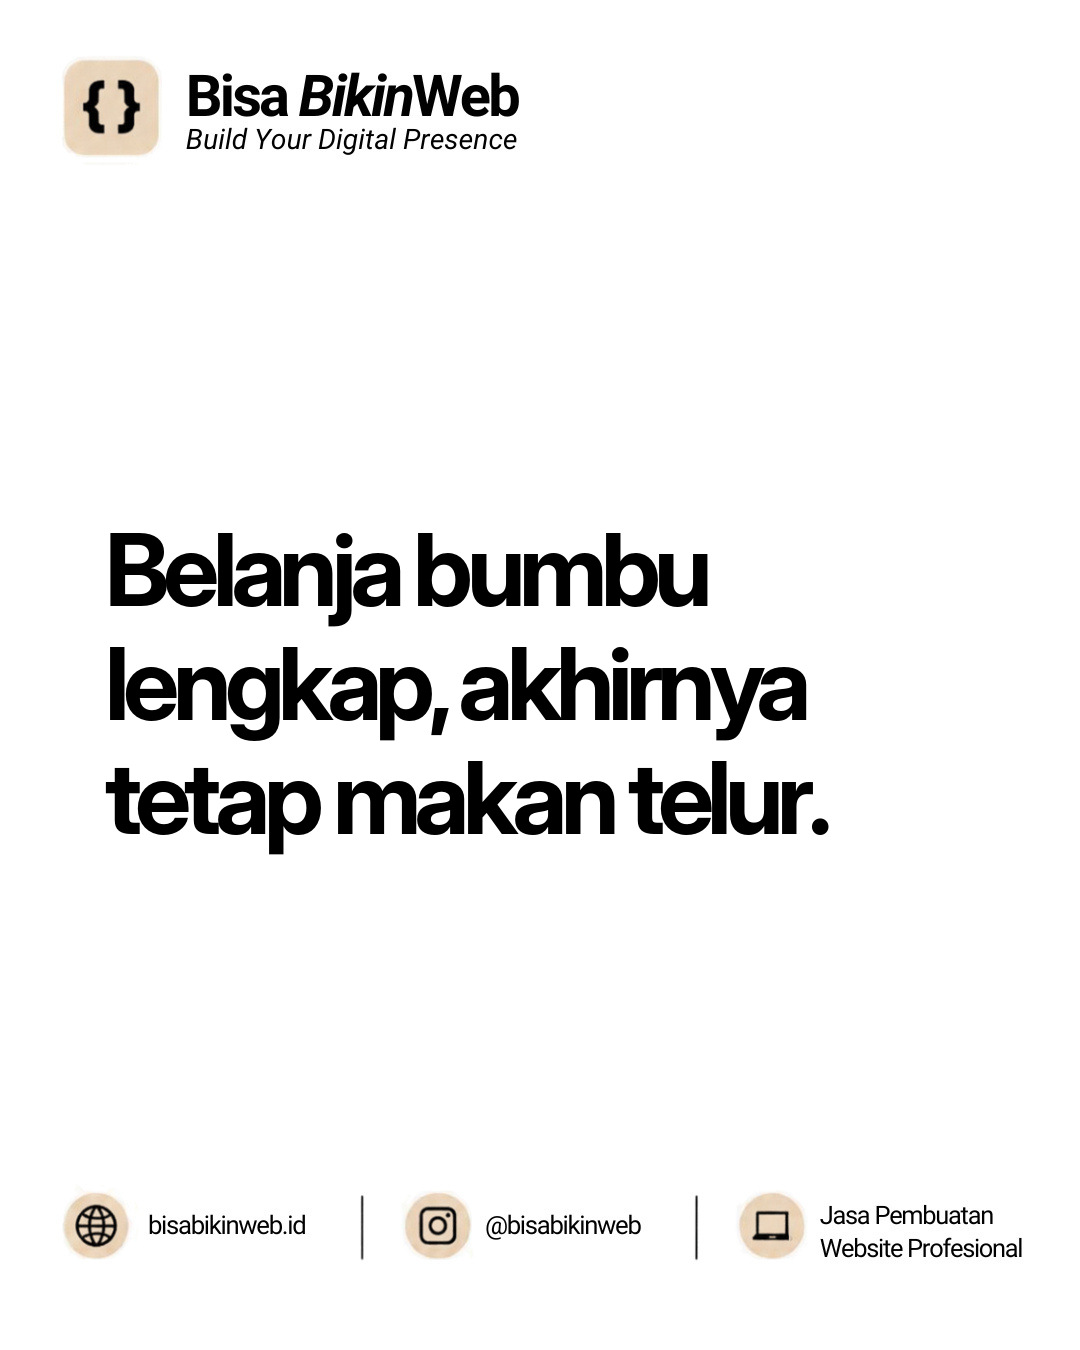 { }
Bisa BikinWeb
Build Your Digital Presence
Belanja bumbu
lengkap, akhirnya
tetap makan telur.
bisabikinweb.id
@bisabikinweb
Jasa Pembuatan
Website Profesional